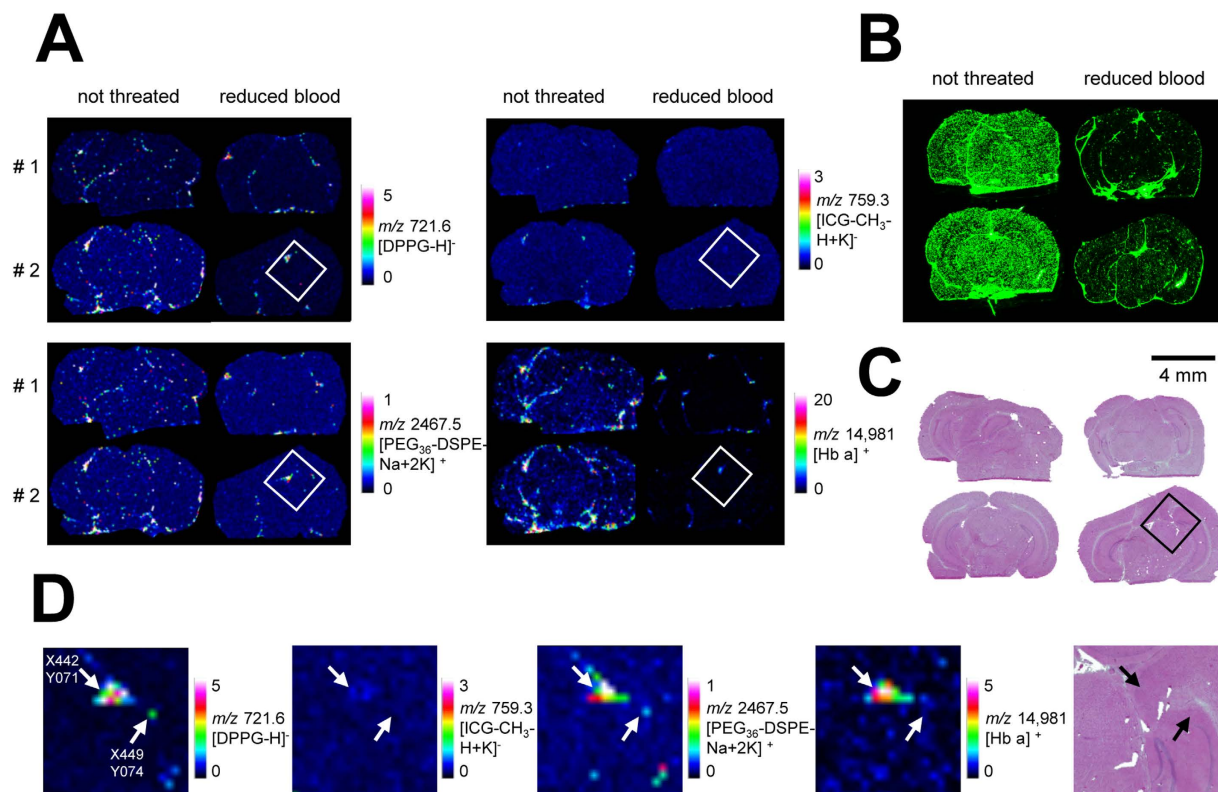 A
B
not threated
reduced blood
not threated
reduced blood
not threated
reduced blood
# 1
# 2
5
m/z 721.6
[DPPG-H]-
0
3
m/z 759.3
[ICG-CH3-
H+K]-
0
# 1
# 2
1
m/z 2467.5
[PEG36-DSPE-
Na+2K] +
0
20
m/z 14,981
[Hb a] +
0
C
4 mm
D
X442
Y071
X449
Y074
5
m/z 721.6
[DPPG-H]-
0
3
m/z 759.3
[ICG-CH3-
H+K]-
0
1
m/z 2467.5
[PEG36-DSPE-
Na+2K] +
0
5
m/z 14,981
[Hb a] +
0